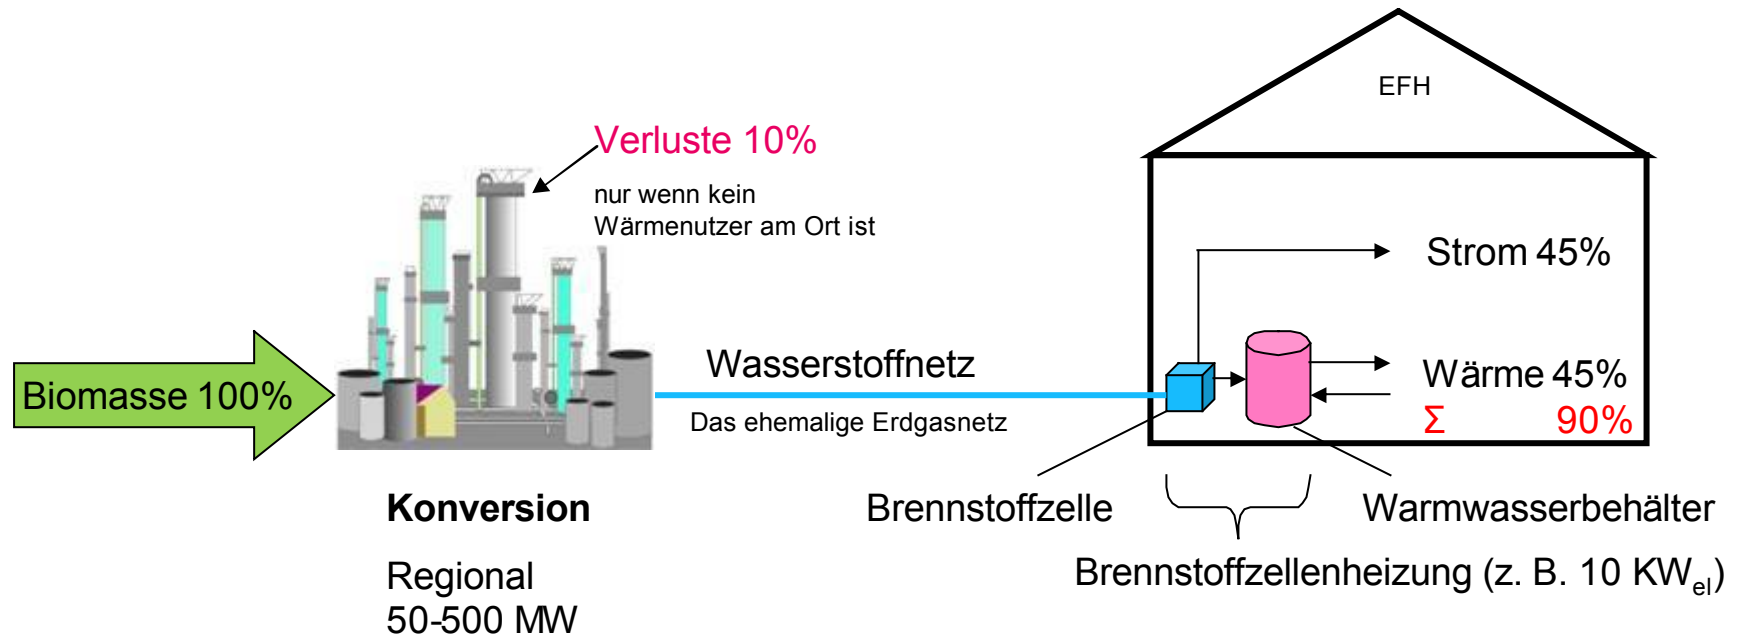 EFH
Verluste 10%
nur wenn kein
Wärmenutzer am Ort ist
Strom 45%
Biomasse 100%
Wasserstoffnetz
Das ehemalige Erdgasnetz
Wärme 45%
Σ 90%
Konversion
Regional
50-500 MW
Brennstoffzelle
Warmwasserbehälter
Brennstoffzellenheizung (z. B. 10 KWel)